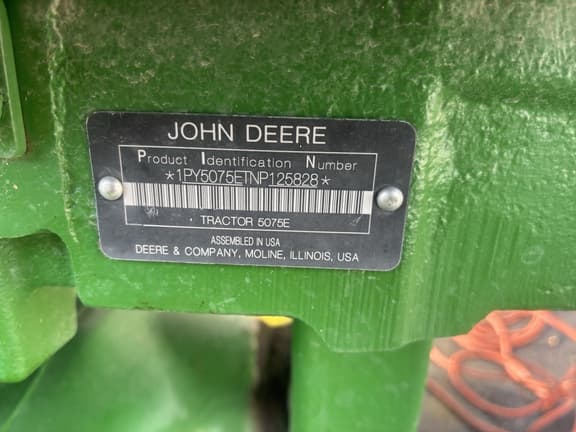 JOHN DEERE
Product Identification Number
*1PY5075ETNP125828*
TRACTOR 5075E
ASSEMBLED IN USA
DEERE & COMPANY, MOLINE, ILLINOIS, USA